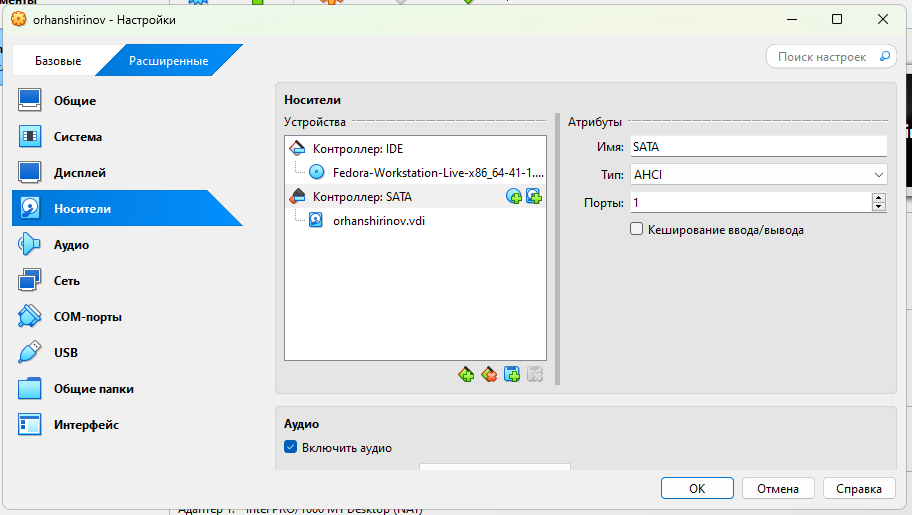 orhanshirinov - Настройки
Базовые
Расширенные
Поиск настроек
Общие
Система
Дисплей
Носители
Аудио
Сеть
COM-порты
USB
Общие папки
Интерфейс
Носители
Устройства
Контроллер: IDE
Fedora-Workstation-Live-x86_64-41-1....
Контроллер: SATA
orhanshirinov.vdi
Атрибуты
Имя: SATA
Тип: AHCI
Порты: 1
Кеширование ввода/вывода
Аудио
Включить аудио
OK
Отмена
Справка
Адаптер 1: Intel PRO/1000 MT Desktop (NAT)